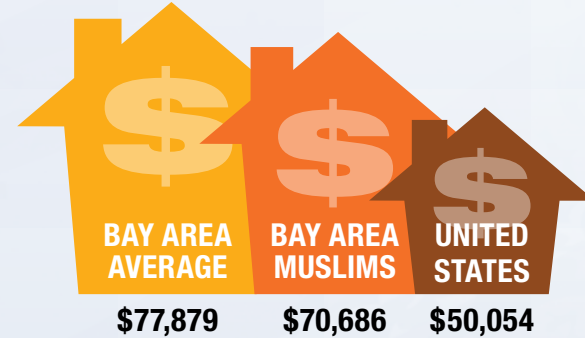 $
$
$
BAY AREA
AVERAGE
BAY AREA
MUSLIMS
UNITED
STATES
$77,879
$70,686
$50,054